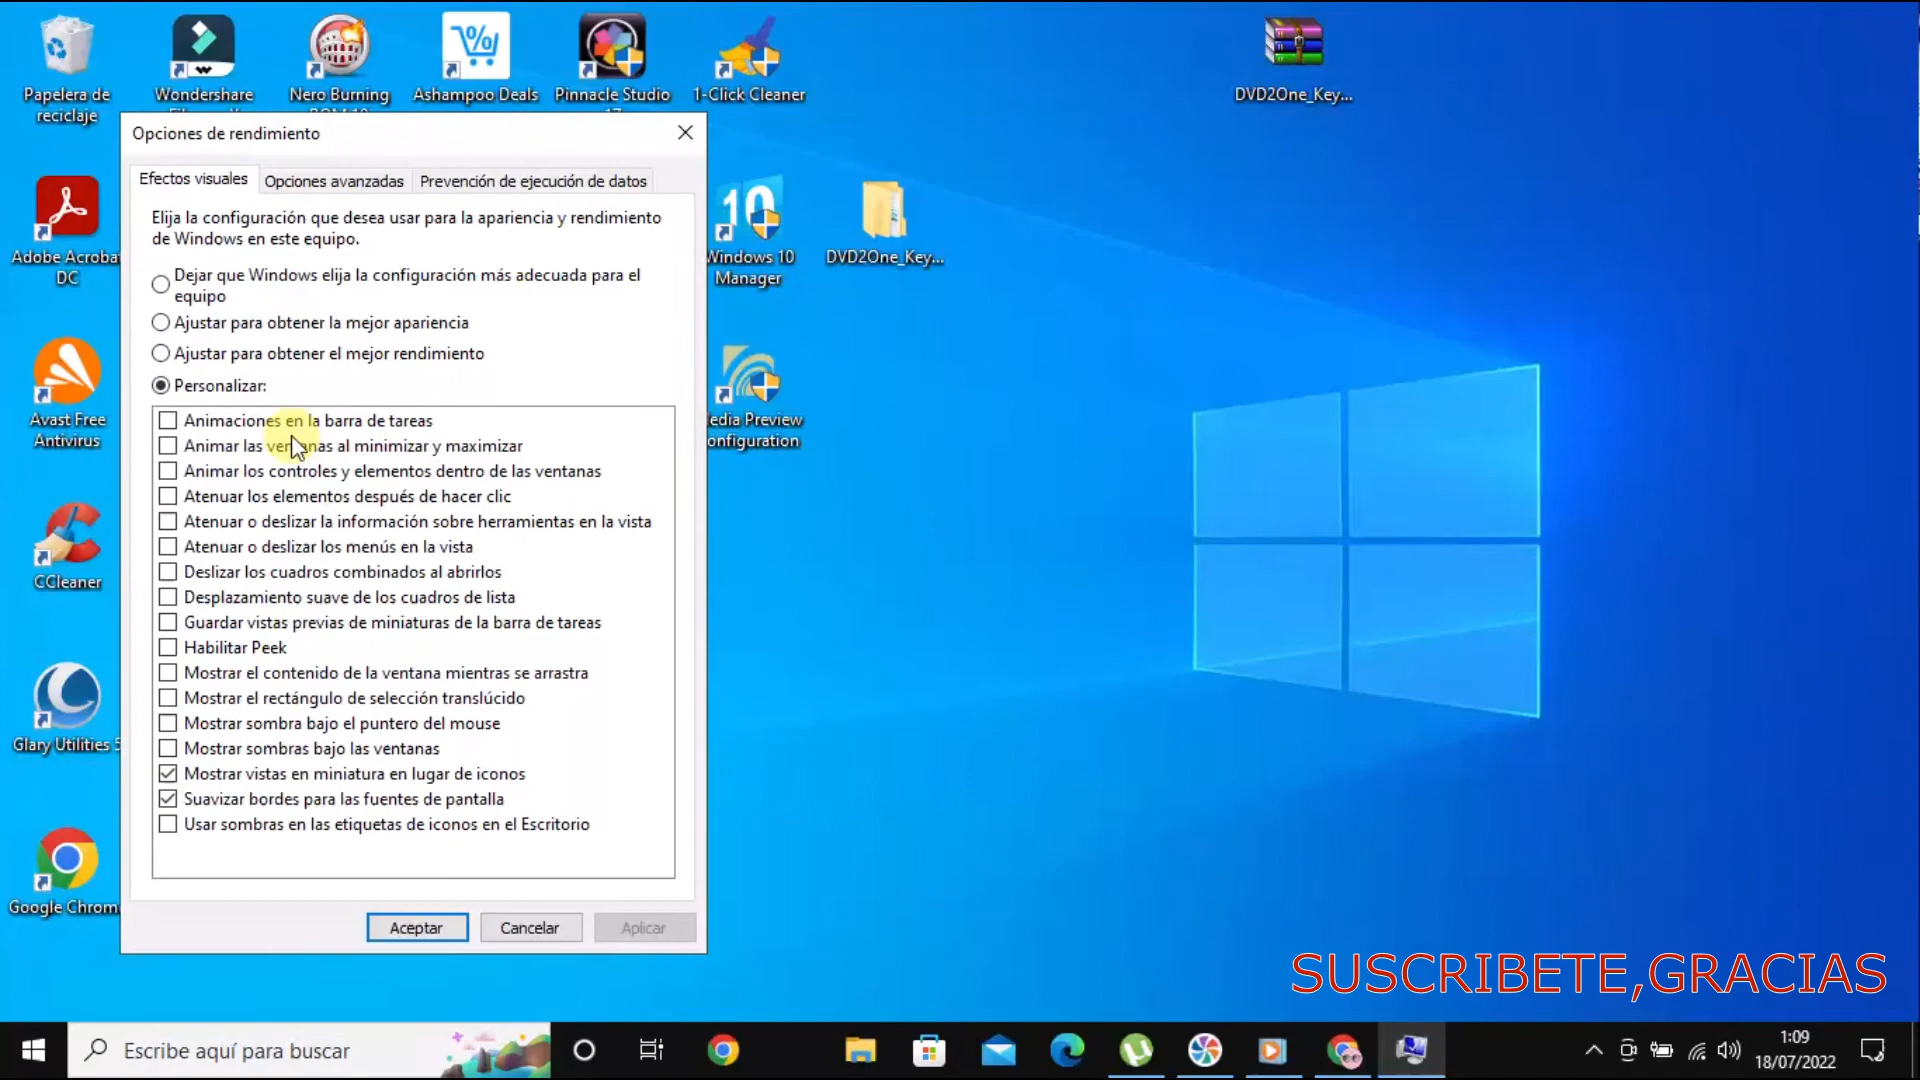 Papelera de
reciclaje
Wondershare
Nero Burning
Ashampoo Deals
Pinnacle Studio
1-Click Cleaner
DVD2One_Key...
Opciones de rendimiento
Efectos visuales
Opciones avanzadas
Prevención de ejecución de datos
Elija la configuración que desea usar para la apariencia y rendimiento
de Windows en este equipo.
Dejar que Windows elija la configuración más adecuada para el
equipo
Ajustar para obtener la mejor apariencia
Ajustar para obtener el mejor rendimiento
Personalizar:
Animaciones en la barra de tareas
Animar las ventanas al minimizar y maximizar
Animar los controles y elementos dentro de las ventanas
Atenuar los elementos después de hacer clic
Atenuar o deslizar la información sobre herramientas en la vista
Atenuar o deslizar los menús en la vista
Deslizar los cuadros combinados al abrirlos
Desplazamiento suave de los cuadros de lista
Guardar vistas previas de miniaturas de la barra de tareas
Habilitar Peek
Mostrar el contenido de la ventana mientras se arrastra
Mostrar el rectángulo de selección translúcido
Mostrar sombra bajo el puntero del mouse
Mostrar sombras bajo las ventanas
Mostrar vistas en miniatura en lugar de iconos
Suavizar bordes para las fuentes de pantalla
Usar sombras en las etiquetas de iconos en el Escritorio
Aceptar
Cancelar
Aplicar
Adobe Acrobat
DC
Avast Free
Antivirus
CCleaner
Glary Utilities 5
Google Chrom
10
Windows 10
Manager
DVD2One_Key...
edia Preview
onfiguration
SUSCRIBETE,GRACIAS
Escribe aquí para buscar
1:09
18/07/2022